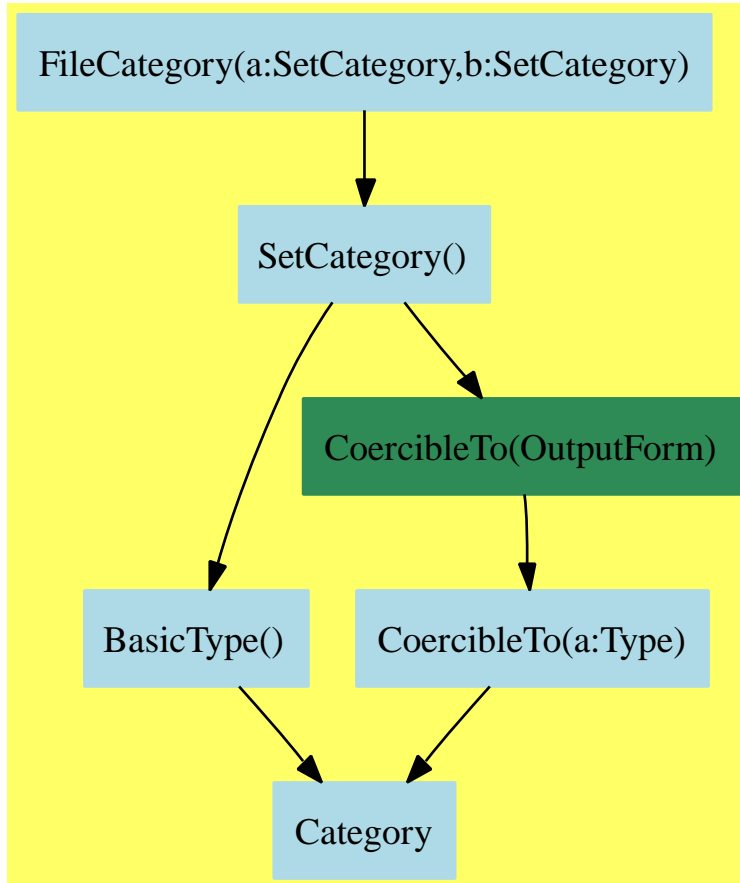 FileCategory(a:SetCategory,b:SetCategory)
SetCategory()
CoercibleTo(OutputForm)
BasicType()
CoercibleTo(a:Type)
Category